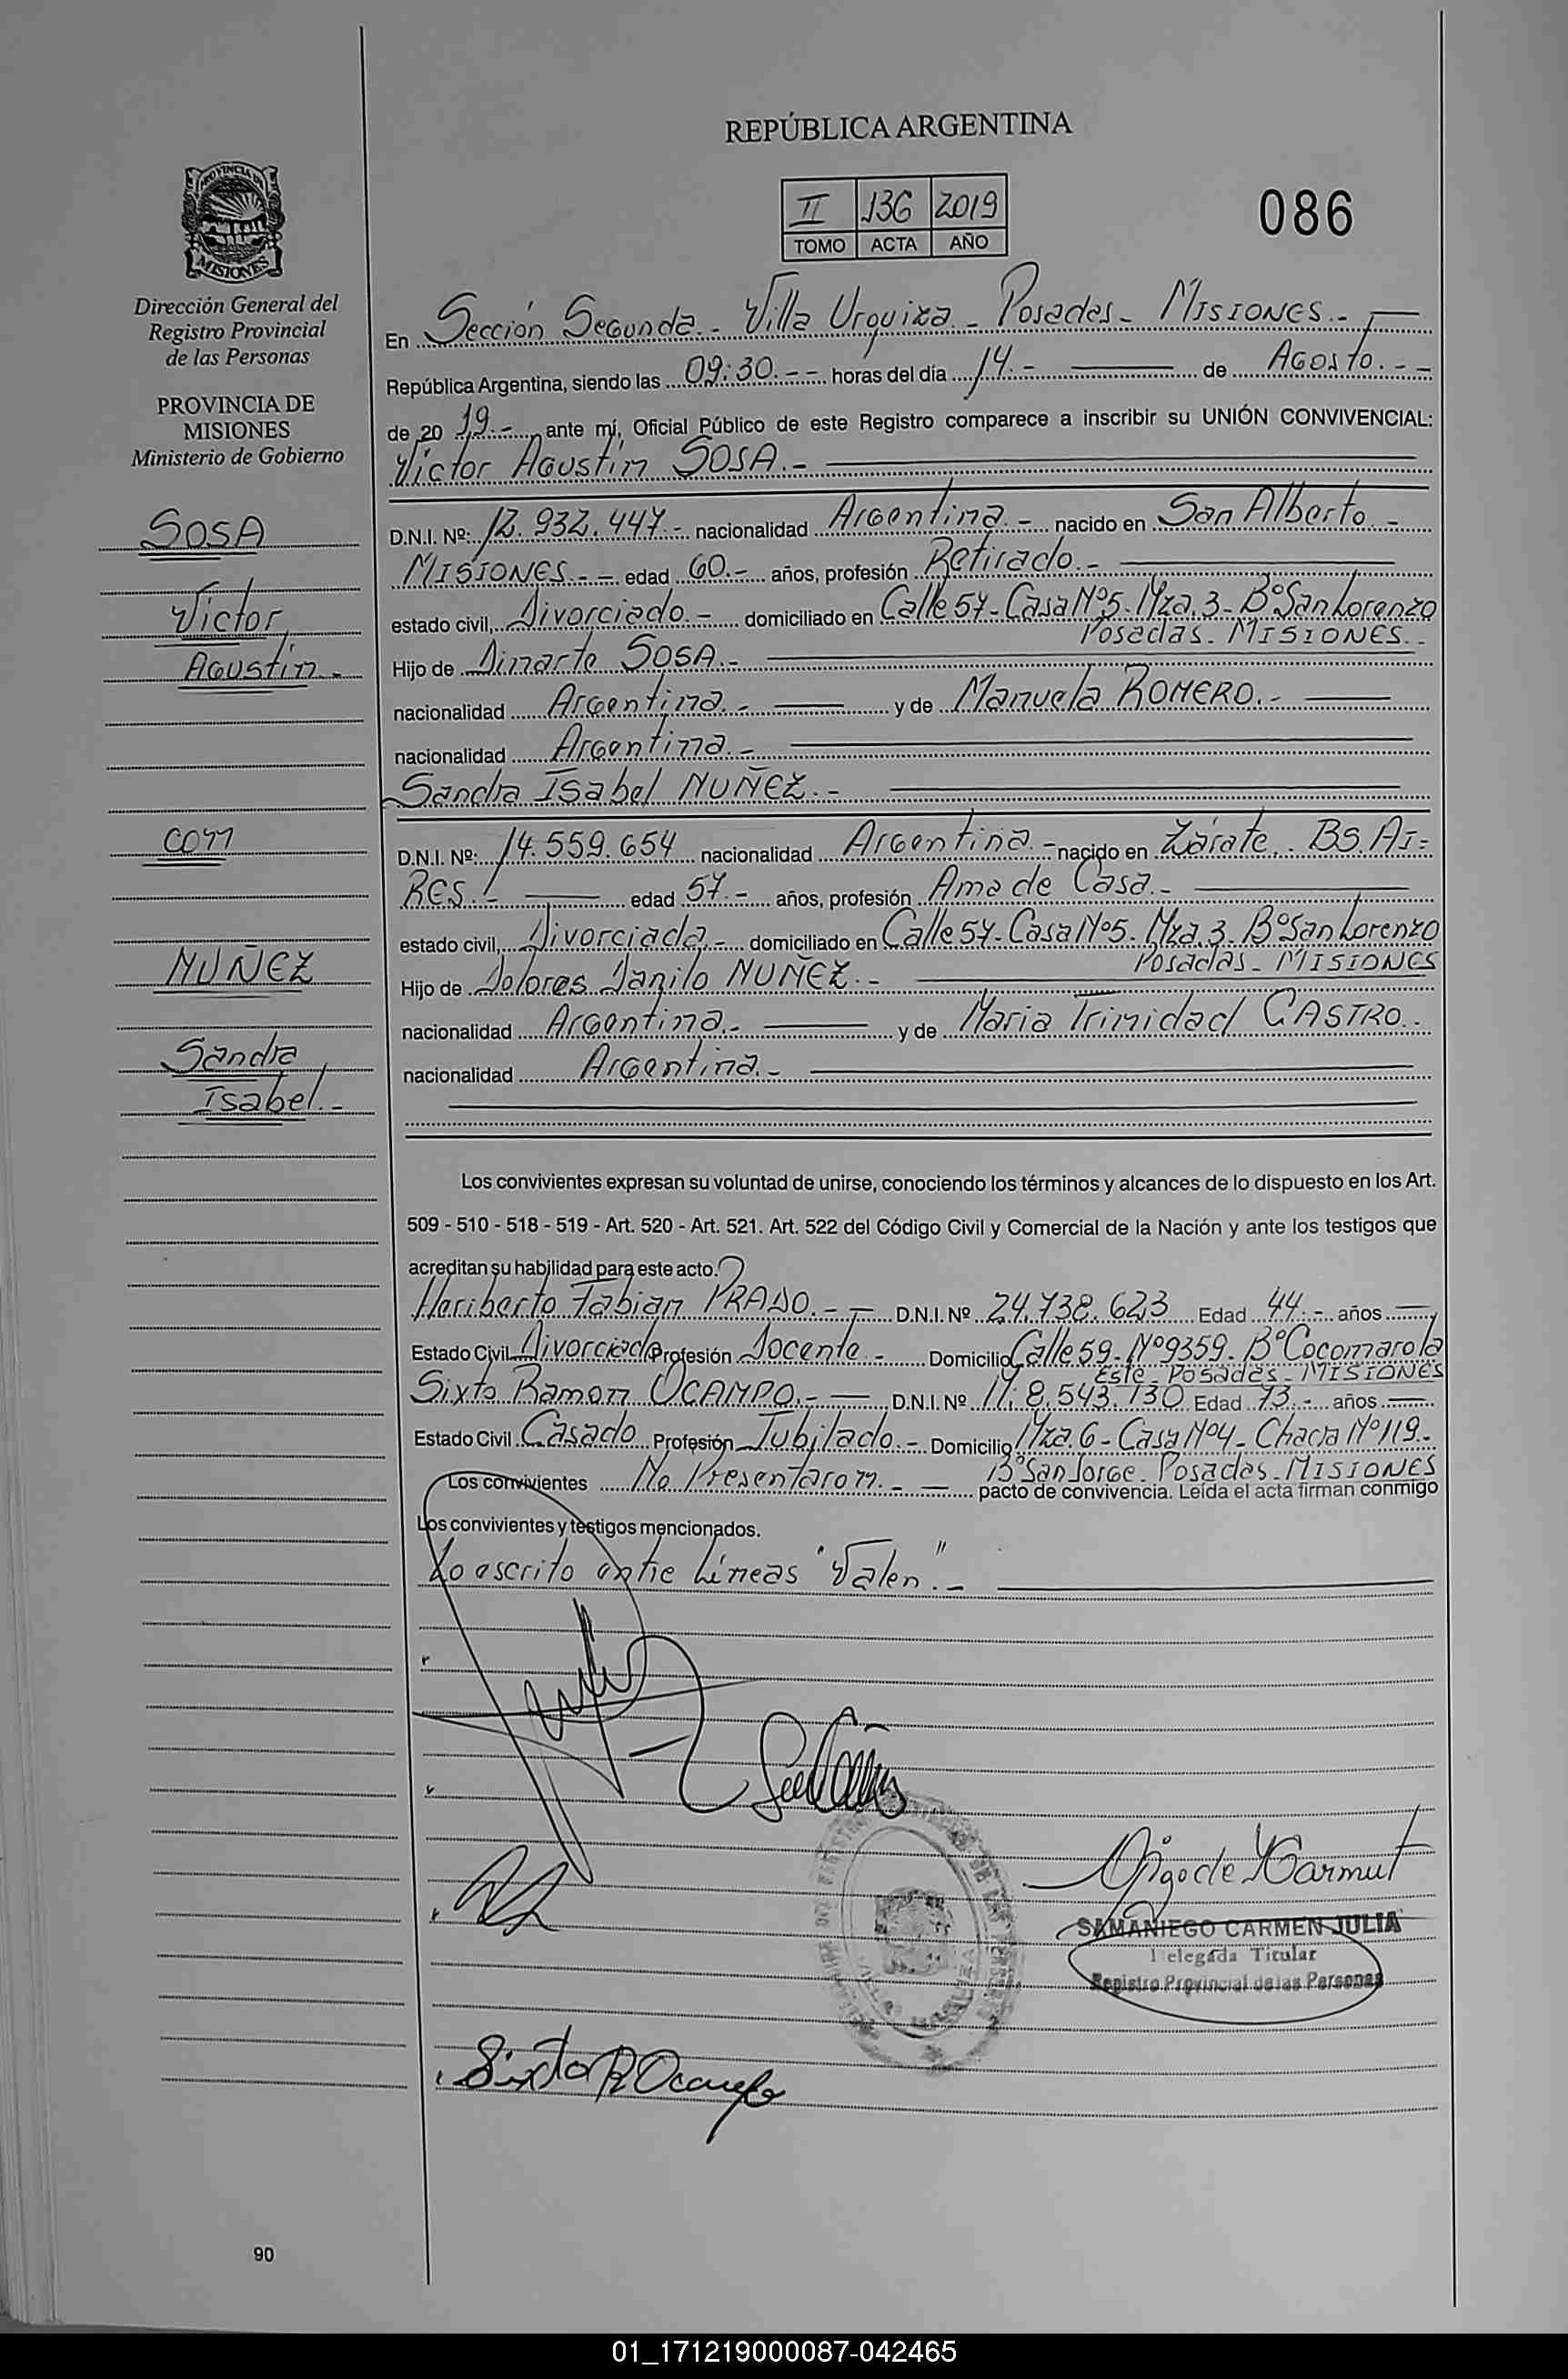 REPÚBLICA ARGENTINA
II 136 2019
TOMO ACTA AÑO
086
PROVINCIA DE
MISIONES
Dirección General del
Registro Provincial
de las Personas
PROVINCIA DE
MISIONES
Ministerio de Gobierno
SOSA
Victor
Agustín.-
con
NUÑEZ
Sandra
Isabel.-
En Sección Segunda.- Villa Urquiza - Posadas - MISIONES.-
República Argentina, siendo las 09:30.-- horas del día 14.- de Agosto.--
de 20 19.- ante mí, Oficial Público de este Registro comparece a inscribir su UNIÓN CONVIVENCIAL:
Victor Agustín SOSA.-
D.N.I. Nº: 12.932.447.- nacionalidad Argentina.- nacido en San Alberto -
MISIONES.-- edad 60.- años, profesión Retirado.-
estado civil, Divorciado.- domiciliado en Calle 57- Casa Nº5- Mza. 3- Bº San Lorenzo
Posadas- MISIONES.-
Hijo de Dinarte SOSA.-
nacionalidad Argentina.- y de Manuela ROMERO.-
nacionalidad Argentina.-
Sandra Isabel NUÑEZ.-
D.N.I. Nº: 14.559.654 nacionalidad Argentina.- nacido en Zárate. BS. AI-
RES.- edad 57.- años, profesión Ama de Casa.-
estado civil, Divorciada.- domiciliado en Calle 57- Casa Nº5- Mza. 3- Bº San Lorenzo
Posadas- MISIONES
Hijo de Dolores Danilo NUÑEZ.-
nacionalidad Argentina.- y de Maria Trinidad CASTRO.-
nacionalidad Argentina.-
Los convivientes expresan su voluntad de unirse, conociendo los términos y alcances de lo dispuesto en los Art.
509 - 510 - 518 - 519 - Art. 520 - Art. 521. Art. 522 del Código Civil y Comercial de la Nación y ante los testigos que
acreditan su habilidad para este acto.
Heriberto Fabian PRADO.-- D.N.I. Nº 24.738.623 Edad 44.- años
Estado Civil Divorciado Profesión Docente.- Domicilio Calle 59- Nº9359- Bº Cocomarola
Este- Posadas- MISIONES
Sixto Ramon OCAMPO.-- D.N.I. Nº M. 8.543.730 Edad 73.- años
Estado Civil Casado Profesión Jubilado.- Domicilio Mza. 6- Casa Nº4- Chacra Nº119.-
Bº San Jorge- Posadas- MISIONES
Los convivientes No Presentaron.-- pacto de convivencia. Leída el acta firman conmigo
Los convivientes y testigos mencionados.
Lo escrito entre Líneas "Valen".-
SAMANIEGO CARMEN JULIA
Delegada Titular
Registro Provincial de las Personas
Sixto R Ocampo
90
01_171219000087-042465